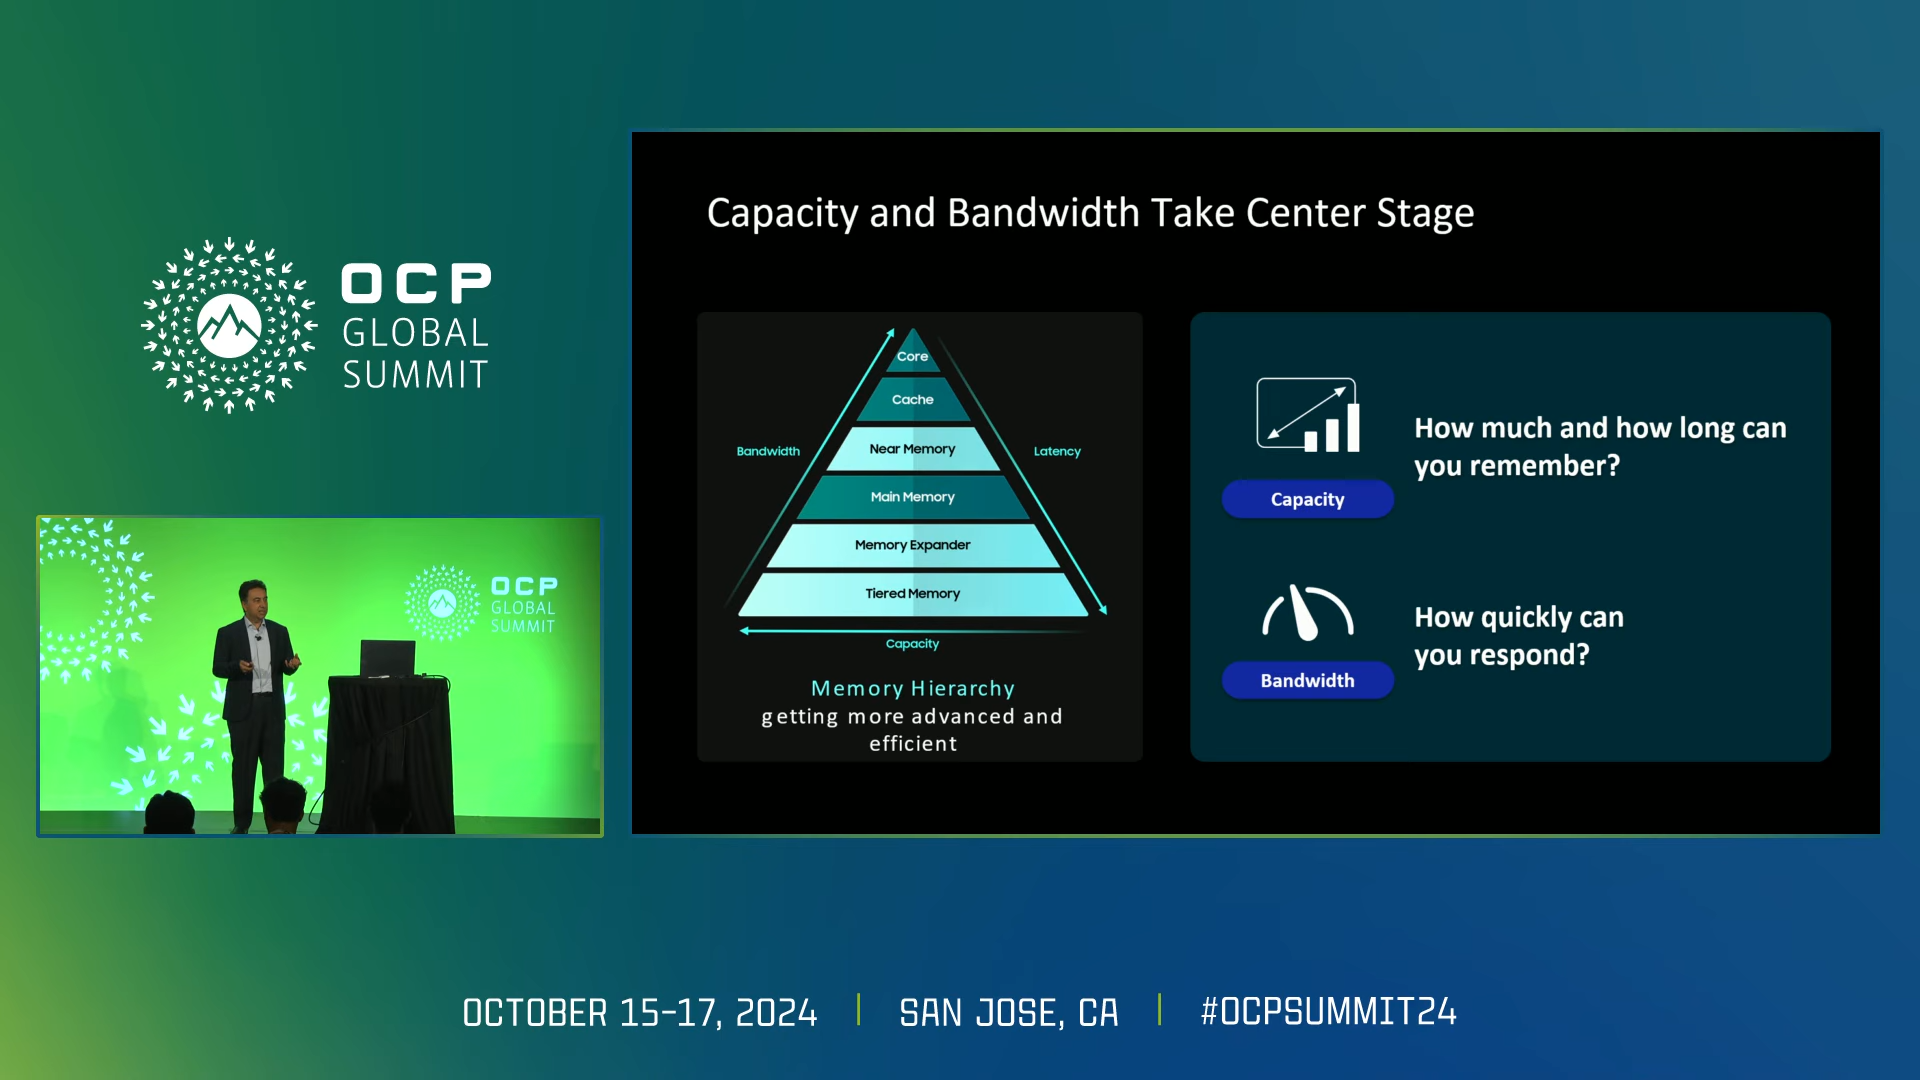 OCP
GLOBAL
SUMMIT
OCP
GLOBAL
SUMMIT
Capacity and Bandwidth Take Center Stage
Core
Cache
Near Memory
Main Memory
Memory Expander
Tiered Memory
Bandwidth
Latency
Capacity
Memory Hierarchy
getting more advanced and
efficient
How much and how long can
you remember?
Capacity
How quickly can
you respond?
Bandwidth
OCTOBER 15-17, 2024 | SAN JOSE, CA | #OCPSUMMIT24